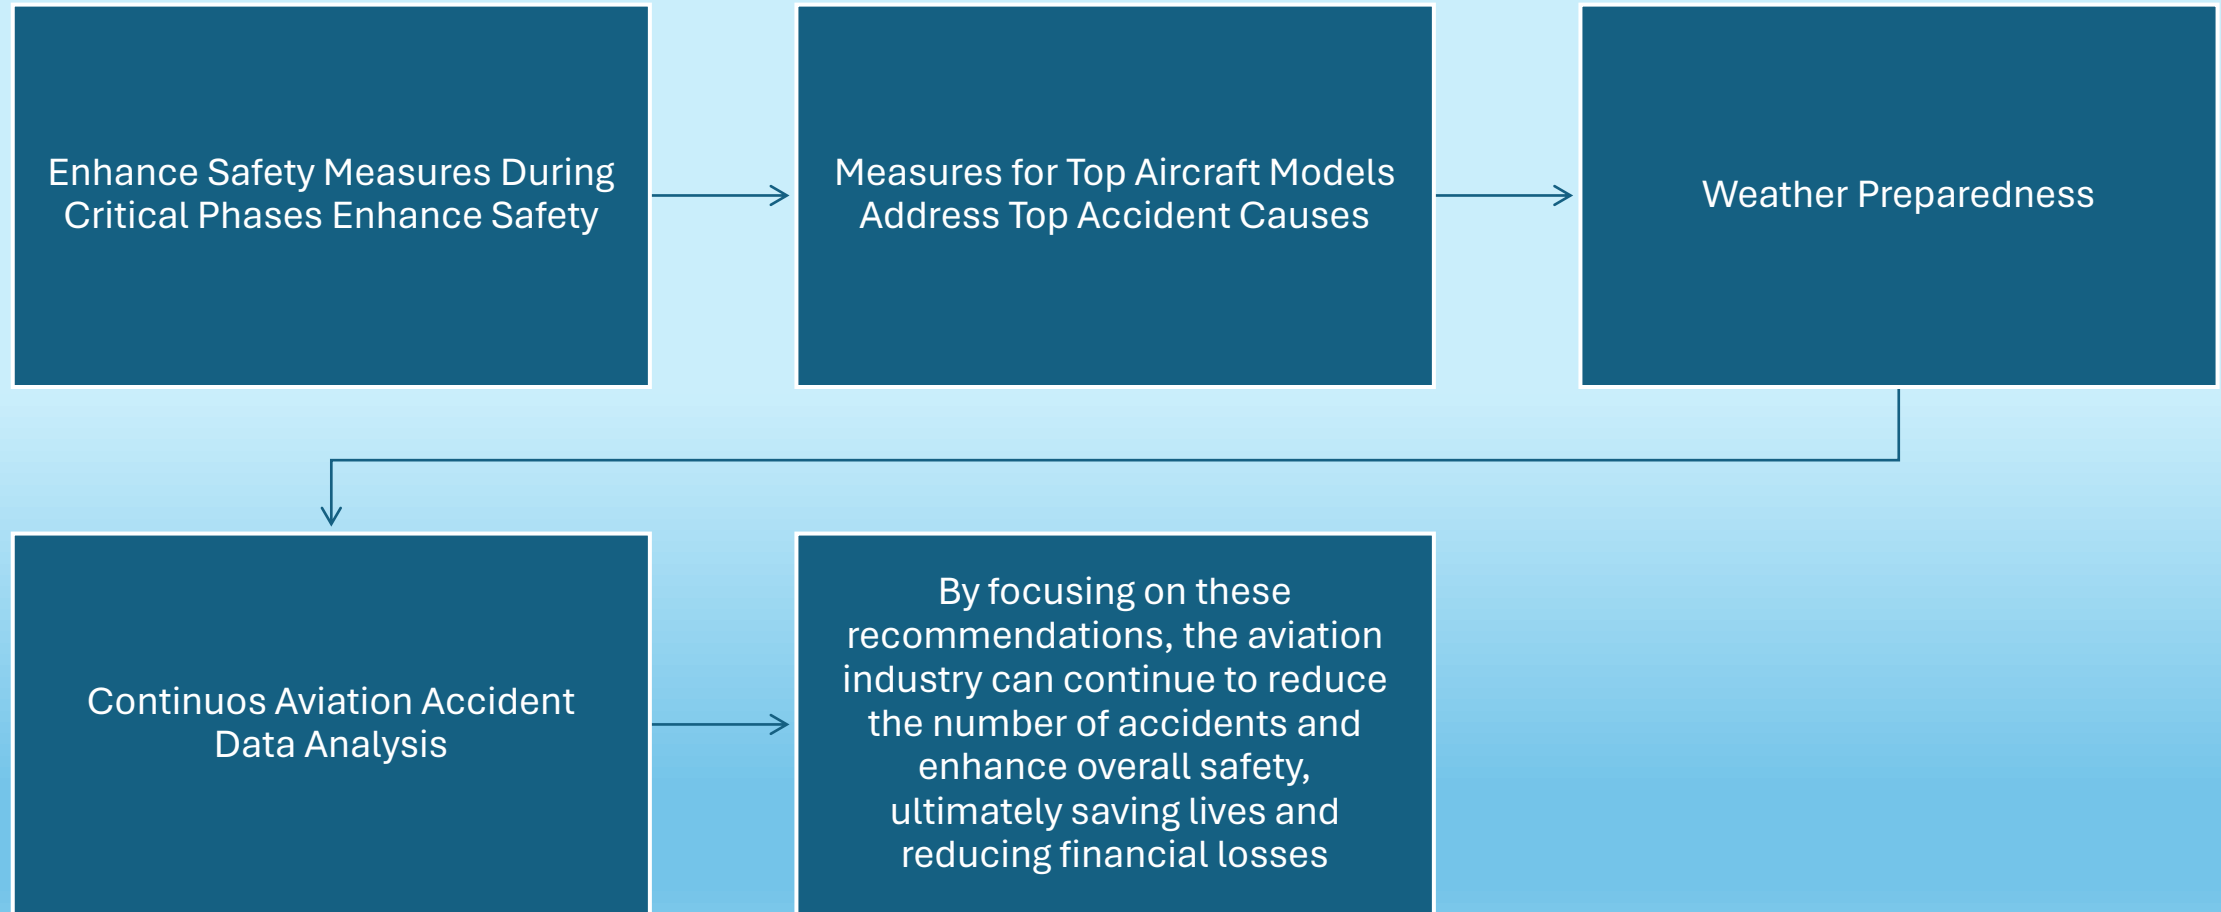 Enhance Safety Measures During
Critical Phases Enhance Safety
Measures for Top Aircraft Models
Address Top Accident Causes
Weather Preparedness
Continuos Aviation Accident
Data Analysis
By focusing on these
recommendations, the aviation
industry can continue to reduce
the number of accidents and
enhance overall safety,
ultimately saving lives and
reducing financial losses